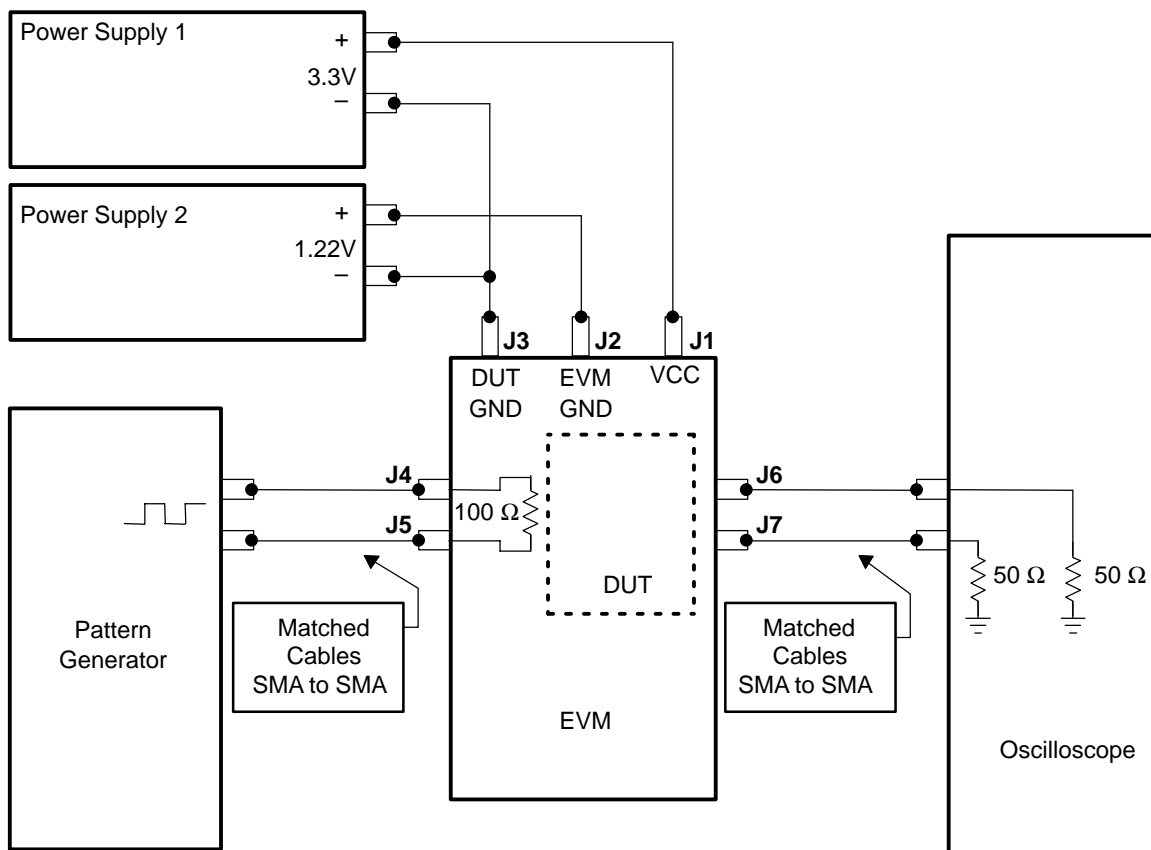 Power Supply 1
+
3.3V
−
Power Supply 2
+
1.22V
−
J3
J2
J1
DUT
GND
EVM
GND
VCC
J4
J5
100 Ω
DUT
J6
J7
50 Ω
50 Ω
Pattern
Generator
Matched
Cables
SMA to SMA
Matched
Cables
SMA to SMA
EVM
Oscilloscope